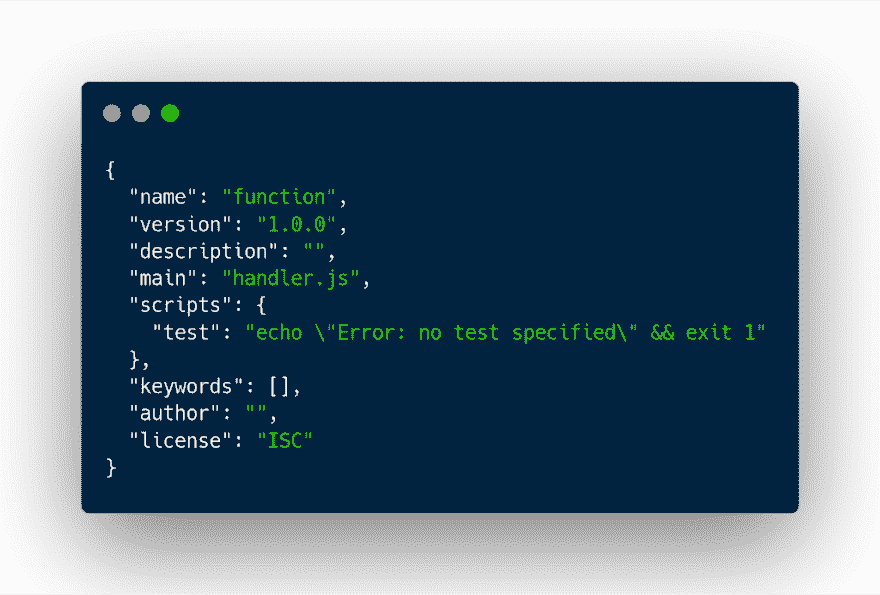 {
  "name": "function",
  "version": "1.0.0",
  "description": "",
  "main": "handler.js",
  "scripts": {
    "test": "echo \"Error: no test specified\" && exit 1"
  },
  "keywords": [],
  "author": "",
  "license": "ISC"
}